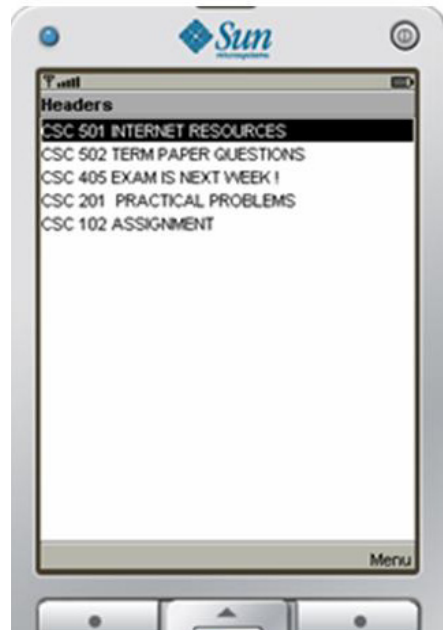 Sun
microsystems
Headers
CSC 501 INTERNET RESOURCES
CSC 502 TERM PAPER QUESTIONS
CSC 405 EXAM IS NEXT WEEK !
CSC 201 PRACTICAL PROBLEMS
CSC 102 ASSIGNMENT
Menu